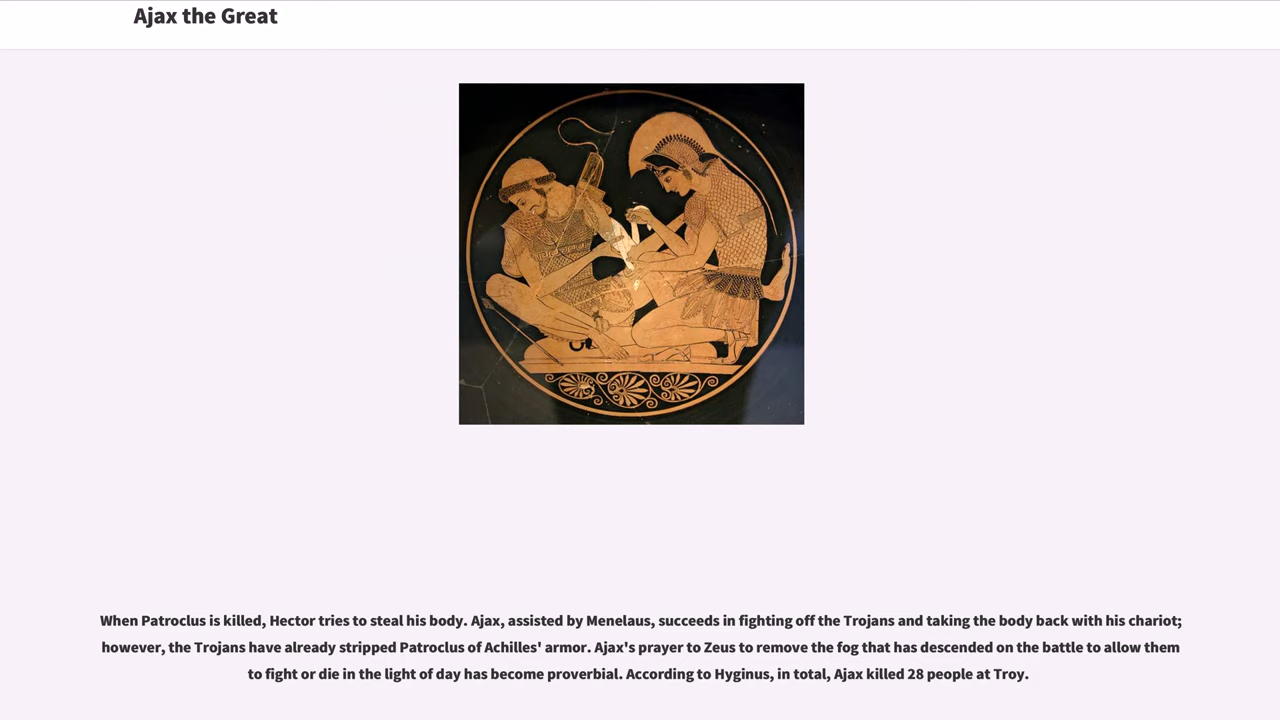 Ajax the Great
When Patroclus is killed, Hector tries to steal his body. Ajax, assisted by Menelaus, succeeds in fighting off the Trojans and taking the body back with his chariot;
however, the Trojans have already stripped Patroclus of Achilles' armor. Ajax's prayer to Zeus to remove the fog that has descended on the battle to allow them
to fight or die in the light of day has become proverbial. According to Hyginus, in total, Ajax killed 28 people at Troy.